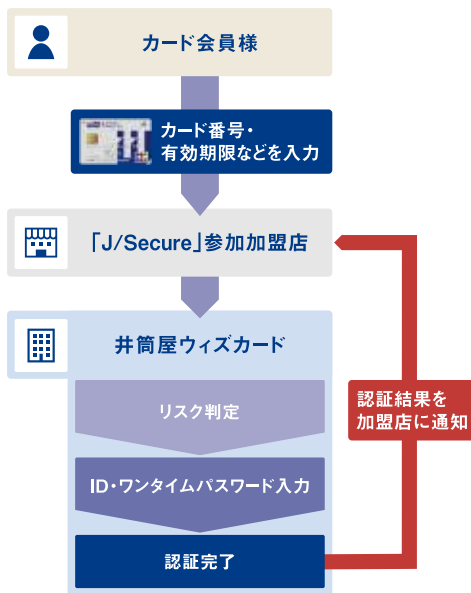 カード会員様
カード番号・
有効期限などを入力
「J/Secure」参加加盟店
井筒屋ウィズカード
リスク判定
ID・ワンタイムパスワード入力
認証完了
認証結果を
加盟店に通知